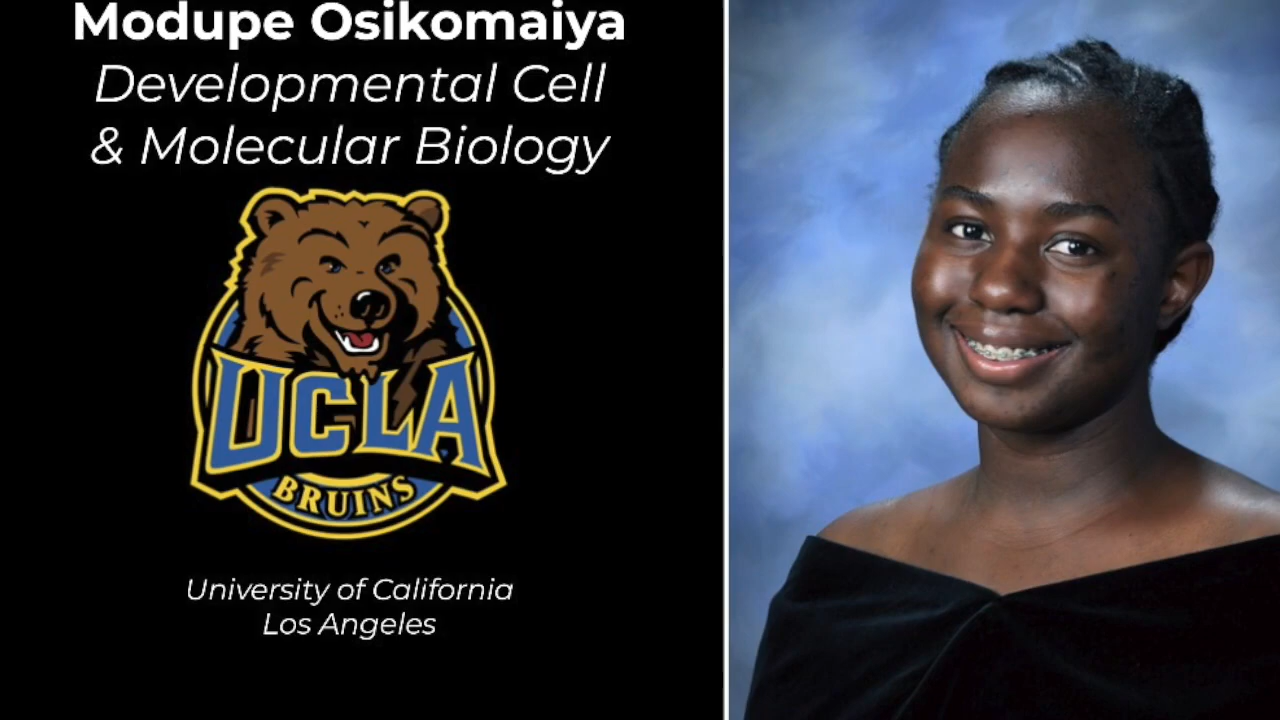 Modupe Osikomaiya
Developmental Cell
& Molecular Biology
UCLA
BRUINS
University of California
Los Angeles